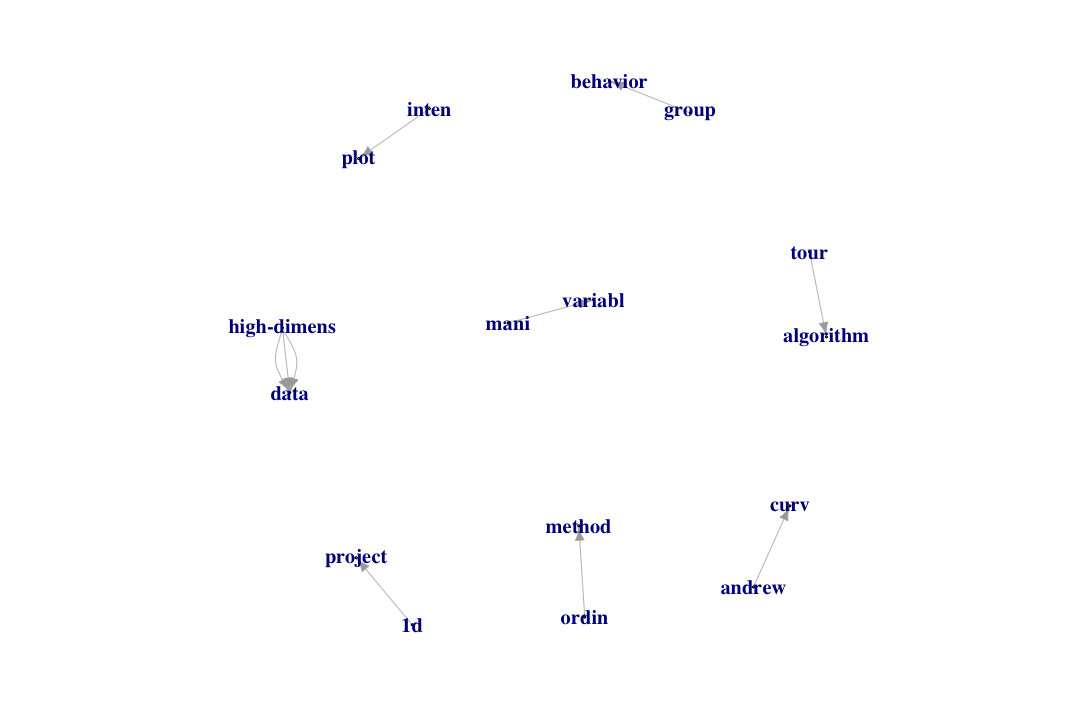 behavior
inten
group
plot
tour
variabl
mani
high-dimens
algorithm
data
curv
method
project
andrew
ordin
1d